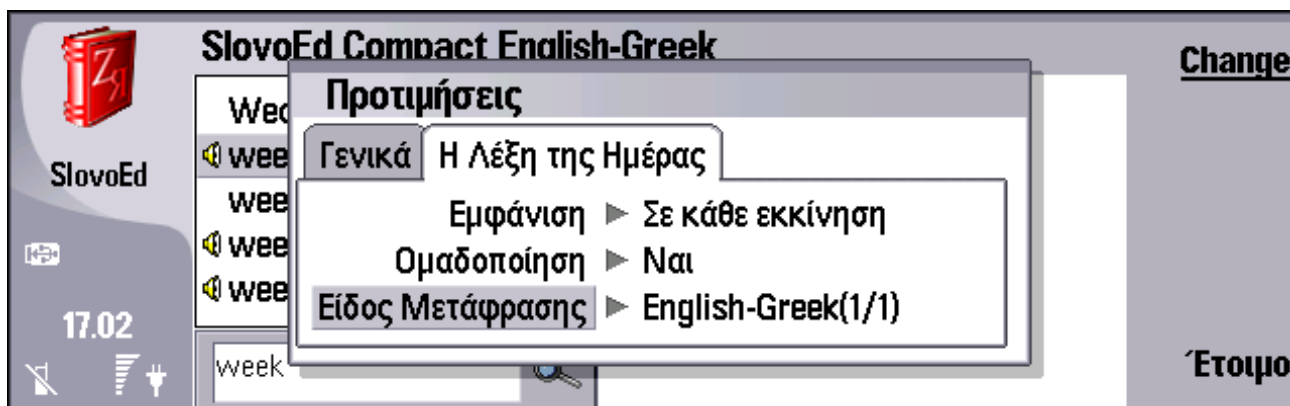 SlovoEd Compact English-Greek
Change
Προτιμήσεις
Γενικά
Η Λέξη της Ημέρας
Εμφάνιση
Σε κάθε εκκίνηση
Ομαδοποίηση
Ναι
Είδος Μετάφρασης
English-Greek(1/1)
SlovoEd
17.02
week
Έτοιμο